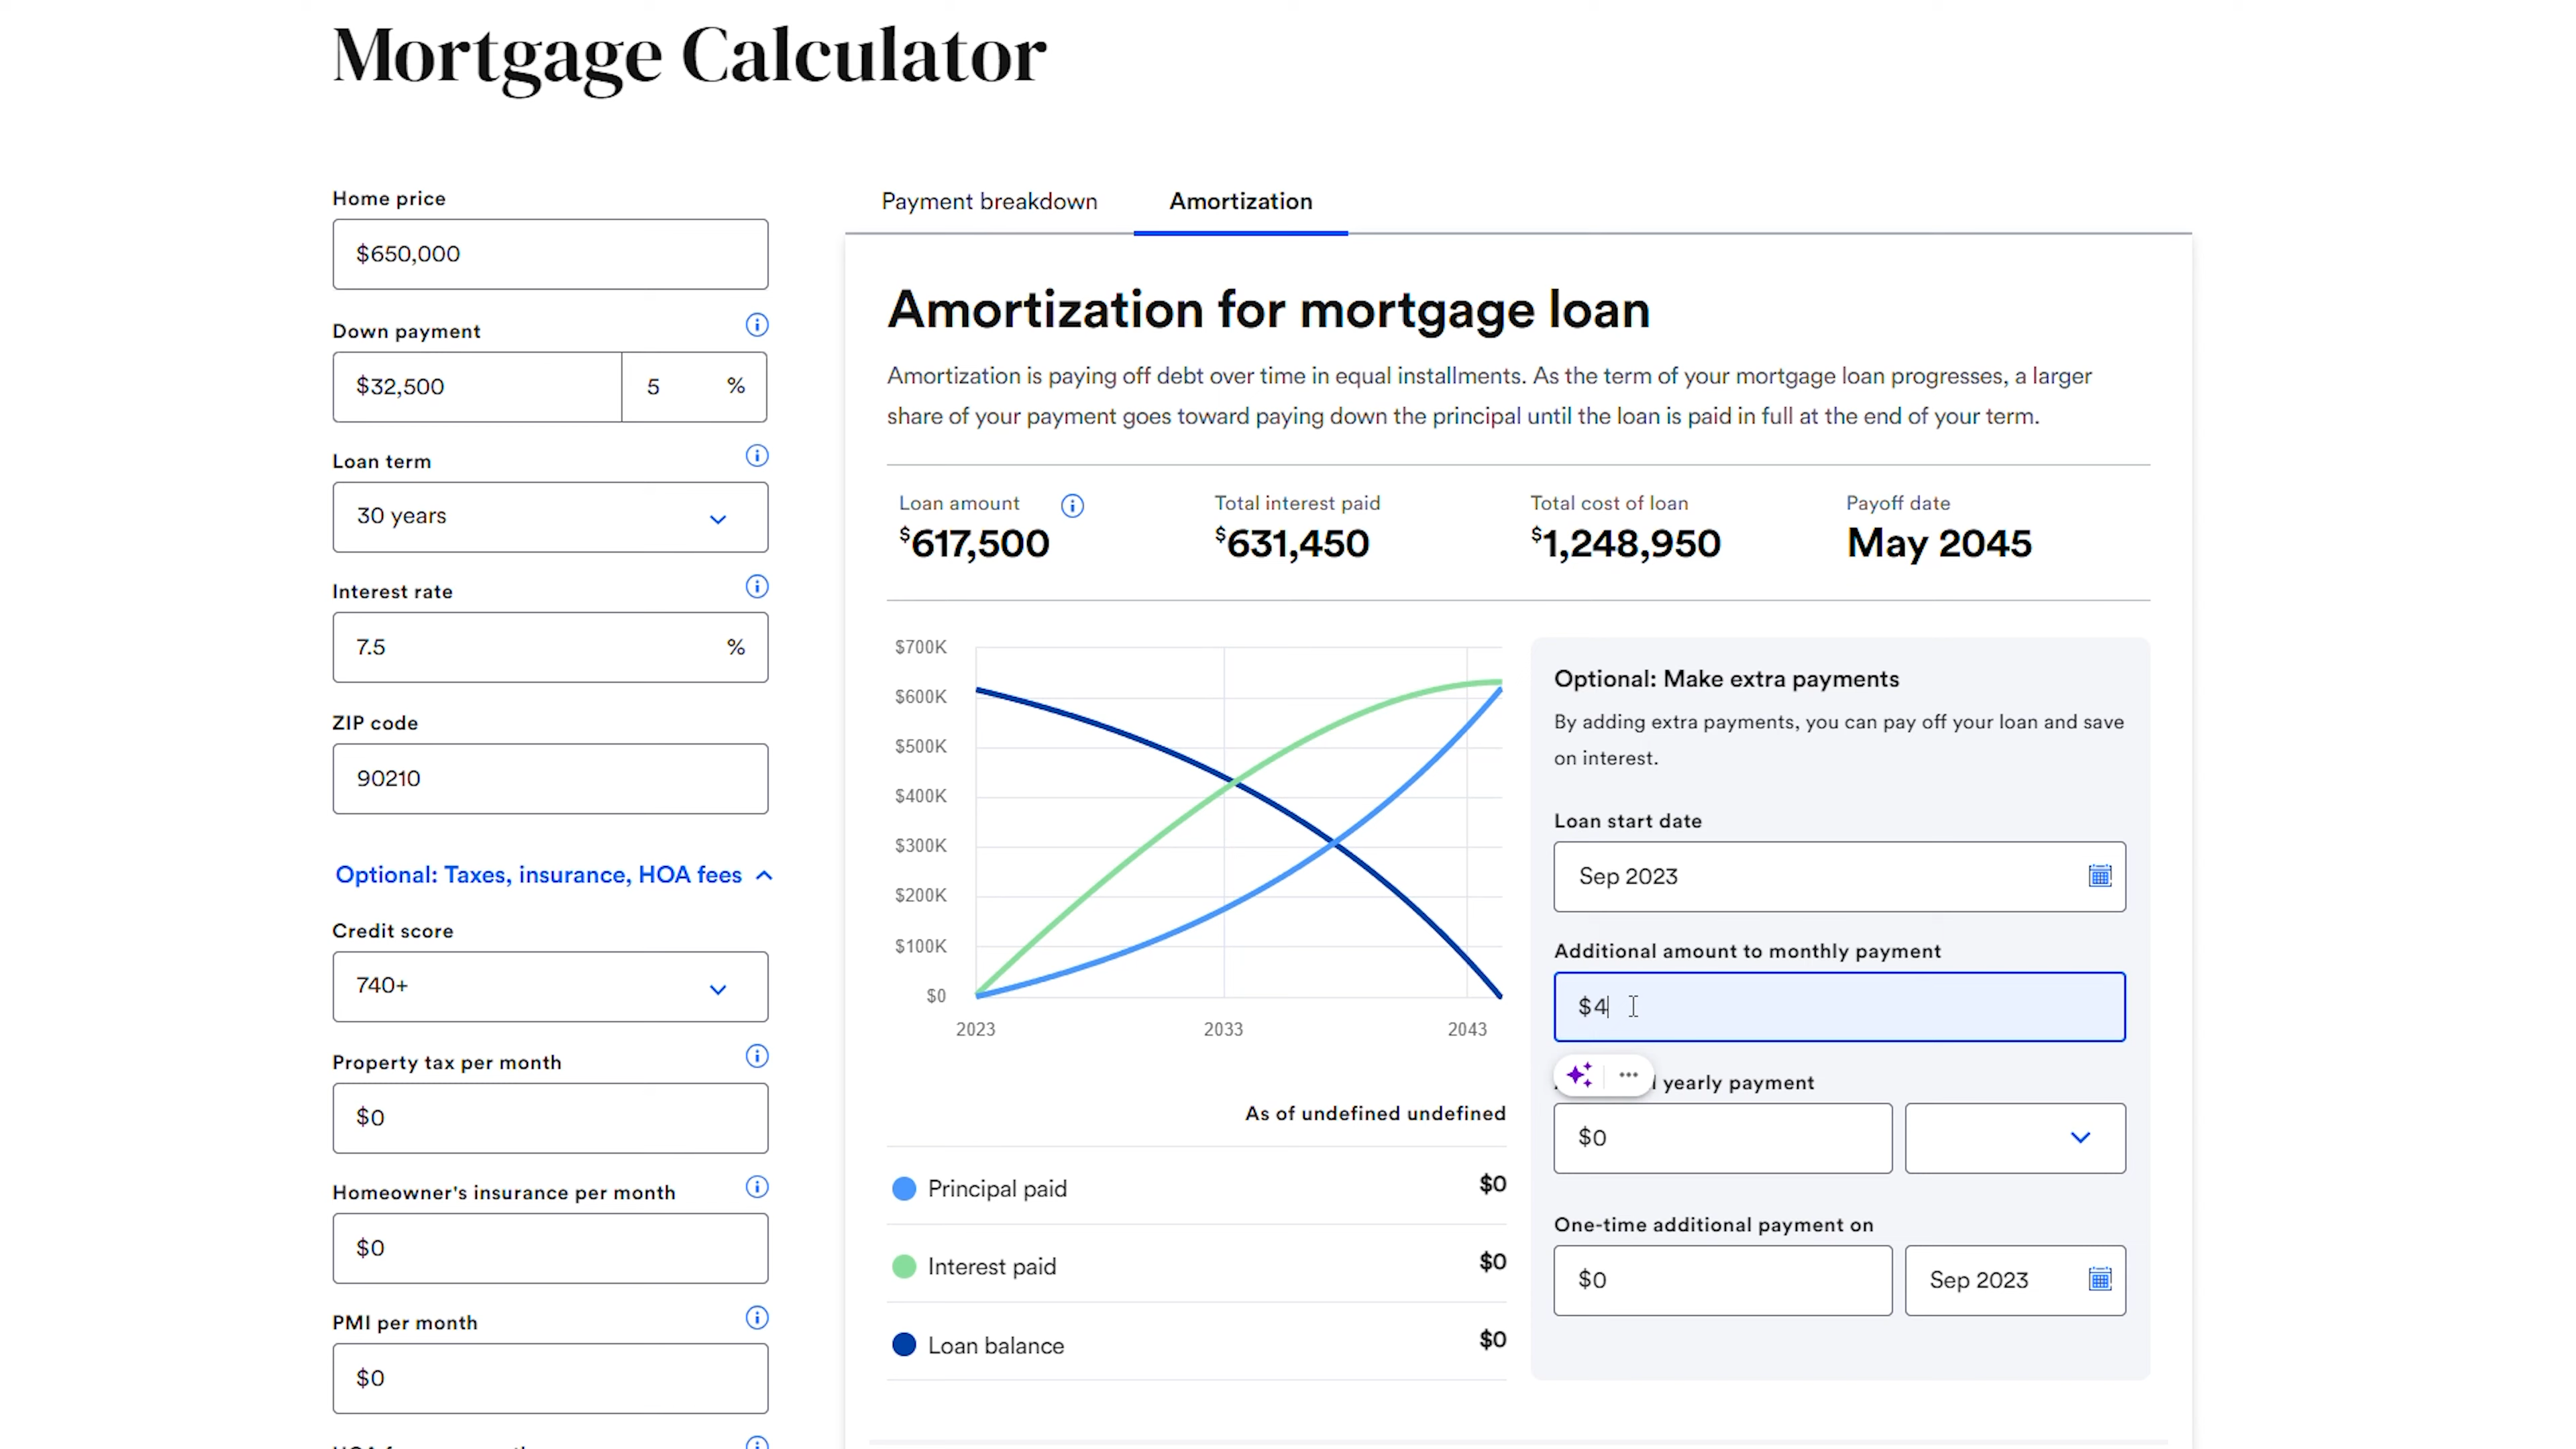 Mortgage Calculator
Home price
$650,000
Down payment
$32,500
5 %
Loan term
30 years
Interest rate
7.5 %
ZIP code
90210
Optional: Taxes, insurance, HOA fees
Credit score
740+
Property tax per month
$0
Homeowner's insurance per month
$0
PMI per month
$0
Payment breakdown
Amortization
Amortization for mortgage loan
Amortization is paying off debt over time in equal installments. As the term of your mortgage loan progresses, a larger
share of your payment goes toward paying down the principal until the loan is paid in full at the end of your term.
Loan amount
$617,500
Total interest paid
$631,450
Total cost of loan
$1,248,950
Payoff date
May 2045
$700K
$600K
$500K
$400K
$300K
$200K
$100K
$0
2023 2033 2043
As of undefined undefined
Principal paid $0
Interest paid $0
Loan balance $0
Optional: Make extra payments
By adding extra payments, you can pay off your loan and save
on interest.
Loan start date
Sep 2023
Additional amount to monthly payment
$4
yearly payment
$0
One-time additional payment on
$0
Sep 2023